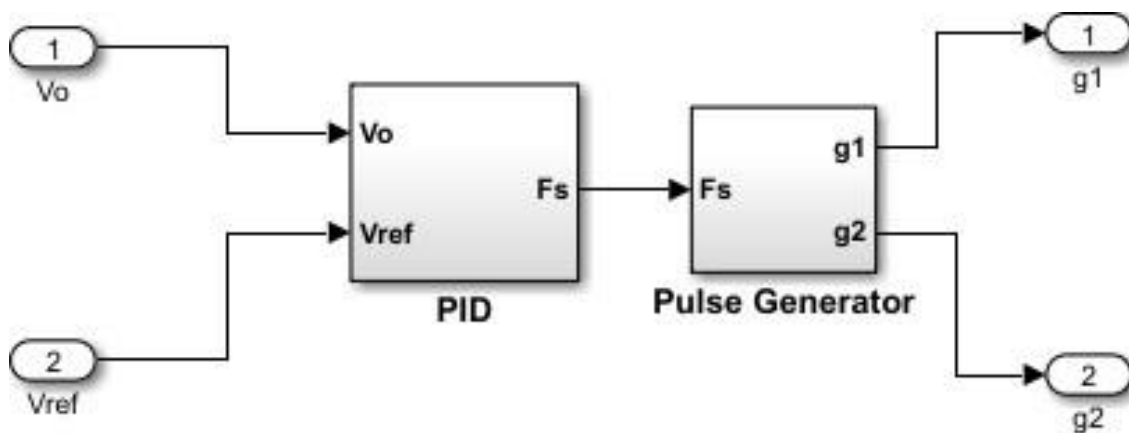 1
Vo
2
Vref
Vo
Vref
Fs
PID
Fs
g1
g2
Pulse Generator
1
g1
2
g2